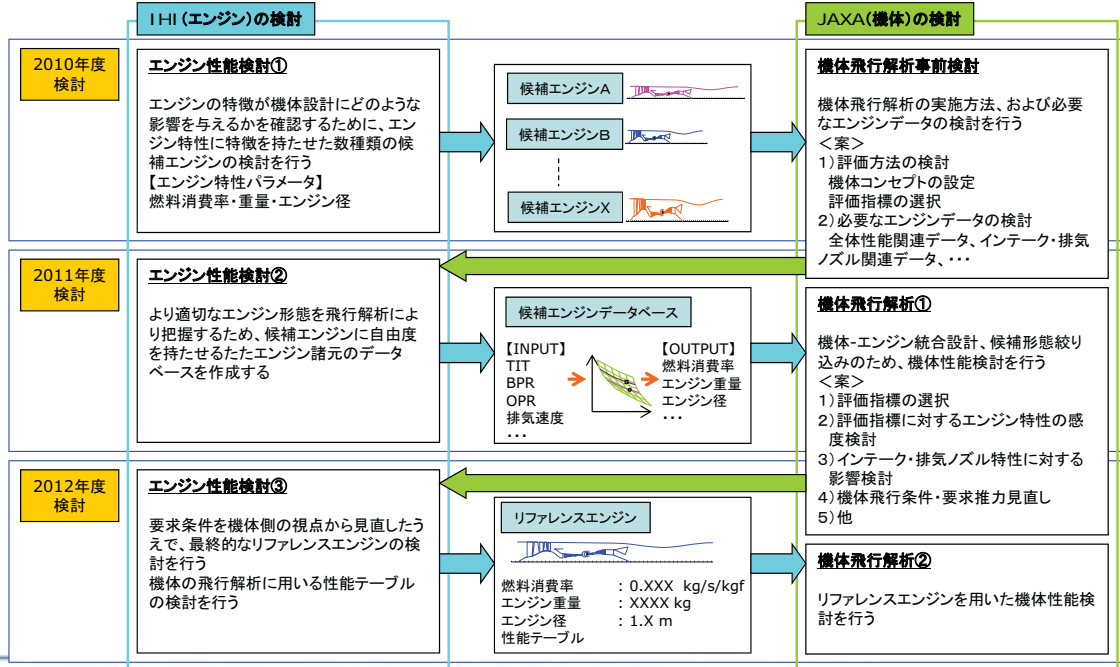 IHI(エンジン)の検討
JAXA(機体)の検討
2010年度
検討
エンジン性能検討①
エンジンの特徴が機体設計にどのような
影響を与えるかを確認するために、エン
ジン特性に特徴を持たせた数種類の候
補エンジンの検討を行う
【エンジン特性パラメータ】
燃料消費率・重量・エンジン径
候補エンジンA
候補エンジンB
候補エンジンX
機体飛行解析事前検討
機体飛行解析の実施方法、および必要
なエンジンデータの検討を行う
<案>
1)評価方法の検討
機体コンセプトの設定
評価指標の選択
2)必要なエンジンデータの検討
全体性能関連データ、インテーク・排気
ノズル関連データ、・・・
2011年度
検討
エンジン性能検討②
より適切なエンジン形態を飛行解析によ
り把握するため、候補エンジンに自由度
を持たせるたたエンジン諸元のデータ
ベースを作成する
候補エンジンデータベース
【INPUT】
TIT
BPR
OPR
排気速度
・・・
【OUTPUT】
燃料消費率
エンジン重量
エンジン径
・・・
機体飛行解析①
機体-エンジン統合設計、候補形態絞り
込みのため、機体性能検討を行う
<案>
1)評価指標の選択
2)評価指標に対するエンジン特性の感
度検討
3)インテーク・排気ノズル特性に対する
影響検討
4)機体飛行条件・要求推力見直し
5)他
2012年度
検討
エンジン性能検討③
要求条件を機体側の視点から見直したう
えで、最終的なリファレンスエンジンの検
討を行う
機体の飛行解析に用いる性能テーブル
の検討を行う
リファレンスエンジン
燃料消費率 : 0.XXX kg/s/kgf
エンジン重量 : XXXX kg
エンジン径 : 1.X m
性能テーブル
機体飛行解析②
リファレンスエンジンを用いた機体性能検
討を行う